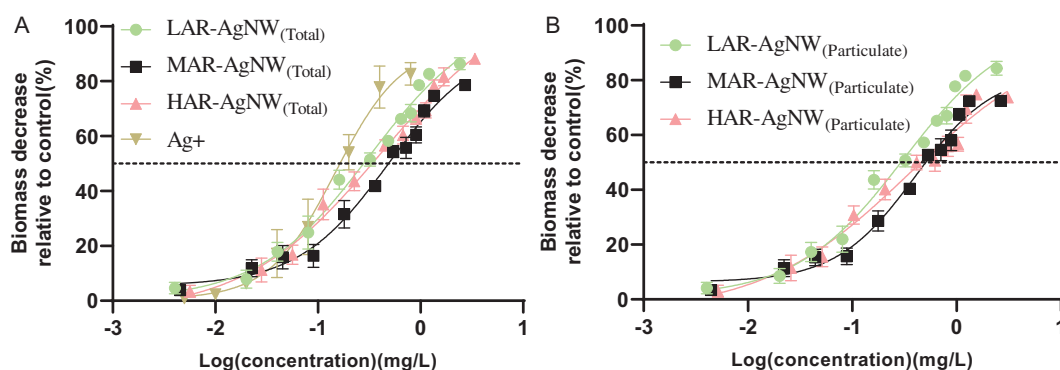 A
LAR-AgNW(Total)
MAR-AgNW(Total)
HAR-AgNW(Total)
Ag+
Biomass decrease
relative to control(%)
100
80
60
40
20
0
-3
-2
-1
0
1
Log(concentration)(mg/L)
B
LAR-AgNW(Particulate)
MAR-AgNW(Particulate)
HAR-AgNW(Particulate)
Biomass decrease
relative to control(%)
100
80
60
40
20
0
-3
-2
-1
0
1
Log(concentration)(mg/L)